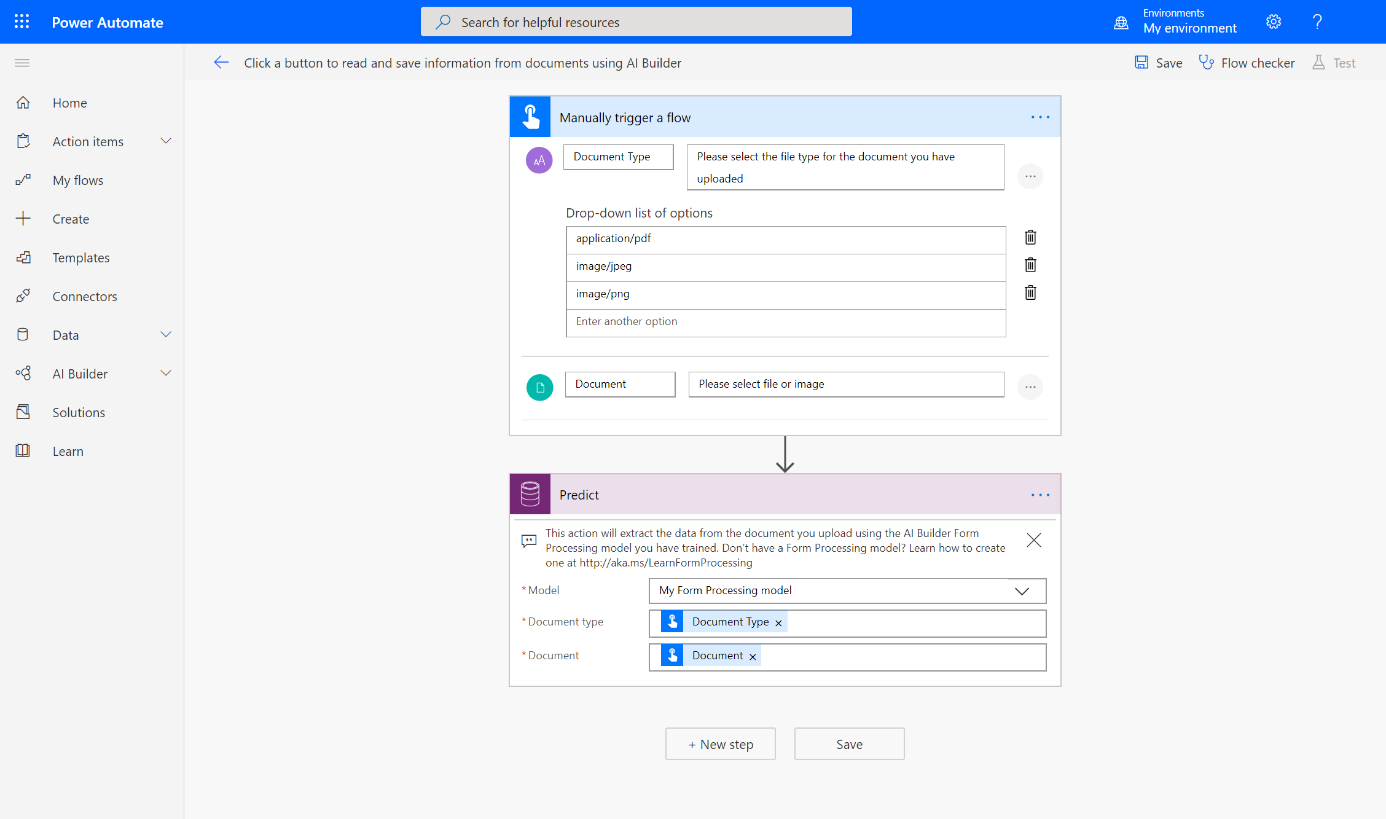 Power Automate
Search for helpful resources
Environments
My environment
?
Click a button to read and save information from documents using AI Builder
Save
Flow checker
Test
Home
Action items
My flows
Create
Templates
Connectors
Data
AI Builder
Solutions
Learn
Manually trigger a flow
...
AA
Document Type
Please select the file type for the document you have
uploaded
...
Drop-down list of options
application/pdf
image/jpeg
image/png
Enter another option
Document
Please select file or image
...
Predict
...
This action will extract the data from the document you upload using the AI Builder Form
Processing model you have trained. Don't have a Form Processing model? Learn how to create
one at http://aka.ms/LearnFormProcessing
* Model
My Form Processing model
* Document type
Document Type ×
* Document
Document ×
+ New step
Save